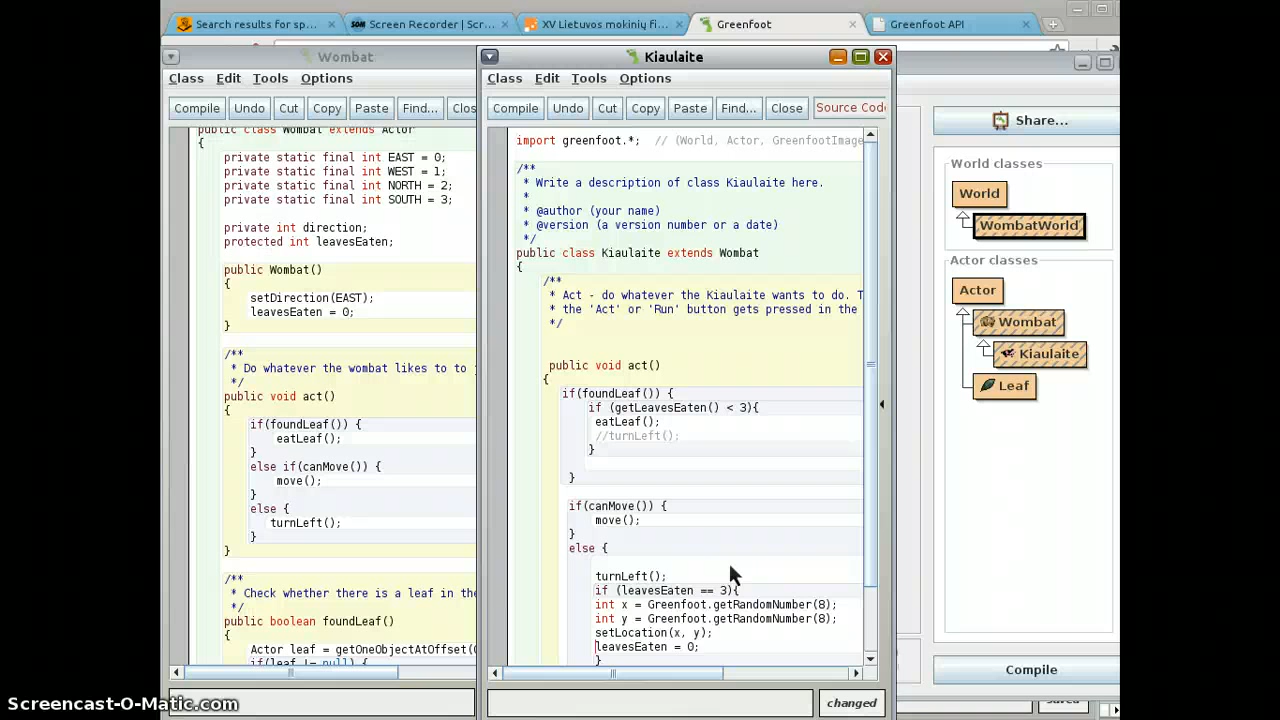 Search results for sp...
Screen Recorder | Scr...
XV Lietuvos mokinių fi...
Greenfoot
Greenfoot API
Wombat
Class Edit Tools Options
Compile Undo Cut Copy Paste Find... Clos
public class Wombat extends Actor
{
private static final int EAST = 0;
private static final int WEST = 1;
private static final int NORTH = 2;
private static final int SOUTH = 3;
private int direction;
protected int leavesEaten;
public Wombat()
{
setDirection(EAST);
leavesEaten = 0;
}
/**
* Do whatever the wombat likes to to
*/
public void act()
{
if(foundLeaf()) {
eatLeaf();
}
else if(canMove()) {
move();
}
else {
turnLeft();
}
}
/**
* Check whether there is a leaf in the
*/
public boolean foundLeaf()
{
Actor leaf = getOneObjectAtOffset(
if(leaf != null) {
Kiaulaite
Class Edit Tools Options
Compile Undo Cut Copy Paste Find... Close Source Code
import greenfoot.*;  // (World, Actor, GreenfootImage
/**
* Write a description of class Kiaulaite here.
*
* @author (your name)
* @version (a version number or a date)
*/
public class Kiaulaite extends Wombat
{
/**
* Act - do whatever the Kiaulaite wants to do. T
* the 'Act' or 'Run' button gets pressed in the
*/
public void act()
{
if(foundLeaf()) {
if (getLeavesEaten() < 3){
eatLeaf();
//turnLeft();
}
}
if(canMove()) {
move();
}
else {
turnLeft();
if (leavesEaten == 3){
int x = Greenfoot.getRandomNumber(8);
int y = Greenfoot.getRandomNumber(8);
setLocation(x, y);
leavesEaten = 0;
}
changed
Share...
World classes
World
WombatWorld
Actor classes
Actor
Wombat
Kiaulaite
Leaf
Compile
saved
Screencast-O-Matic.com